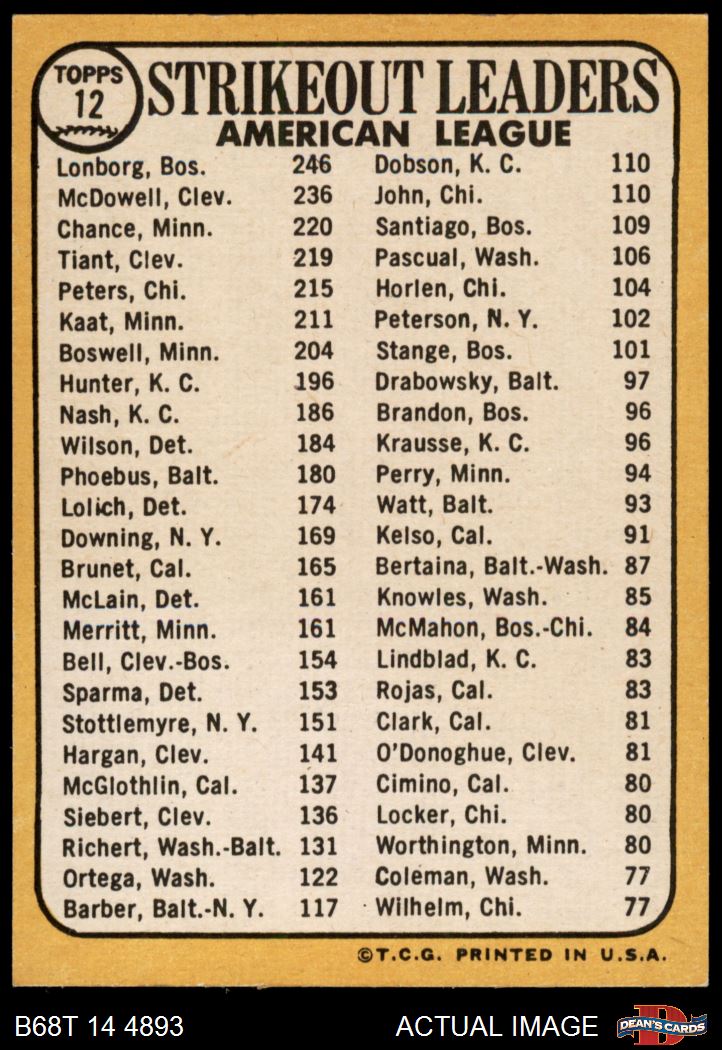 TOPPS
12
STRIKEOUT LEADERS
AMERICAN LEAGUE
Lonborg, Bos. 246
McDowell, Clev. 236
Chance, Minn. 220
Tiant, Clev. 219
Peters, Chi. 215
Kaat, Minn. 211
Boswell, Minn. 204
Hunter, K. C. 196
Nash, K. C. 186
Wilson, Det. 184
Phoebus, Balt. 180
Lolich, Det. 174
Downing, N. Y. 169
Brunet, Cal. 165
McLain, Det. 161
Merritt, Minn. 161
Bell, Clev.-Bos. 154
Sparma, Det. 153
Stottlemyre, N. Y. 151
Hargan, Clev. 141
McGlothlin, Cal. 137
Siebert, Clev. 136
Richert, Wash.-Balt. 131
Ortega, Wash. 122
Barber, Balt.-N. Y. 117
Dobson, K. C. 110
John, Chi. 110
Santiago, Bos. 109
Pascual, Wash. 106
Horlen, Chi. 104
Peterson, N. Y. 102
Stange, Bos. 101
Drabowsky, Balt. 97
Brandon, Bos. 96
Krausse, K. C. 96
Perry, Minn. 94
Watt, Balt. 93
Kelso, Cal. 91
Bertaina, Balt.-Wash. 87
Knowles, Wash. 85
McMahon, Bos.-Chi. 84
Lindblad, K. C. 83
Rojas, Cal. 83
Clark, Cal. 81
O'Donoghue, Clev. 81
Cimino, Cal. 80
Locker, Chi. 80
Worthington, Minn. 80
Coleman, Wash. 77
Wilhelm, Chi. 77
©T.C.G. PRINTED IN U.S.A.
B68T 14 4893
ACTUAL IMAGE
D
DEAN'S CARDS